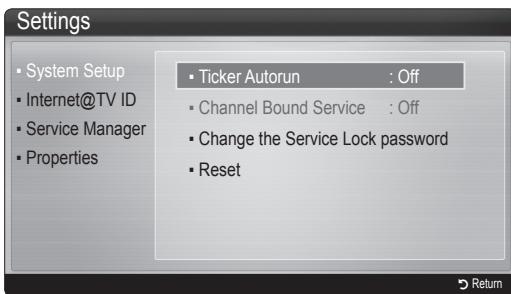 Settings
▪ System Setup
▪ Internet@TV ID
▪ Service Manager
▪ Properties
▪ Ticker Autorun : Off
▪ Channel Bound Service : Off
▪ Change the Service Lock password
▪ Reset
Return